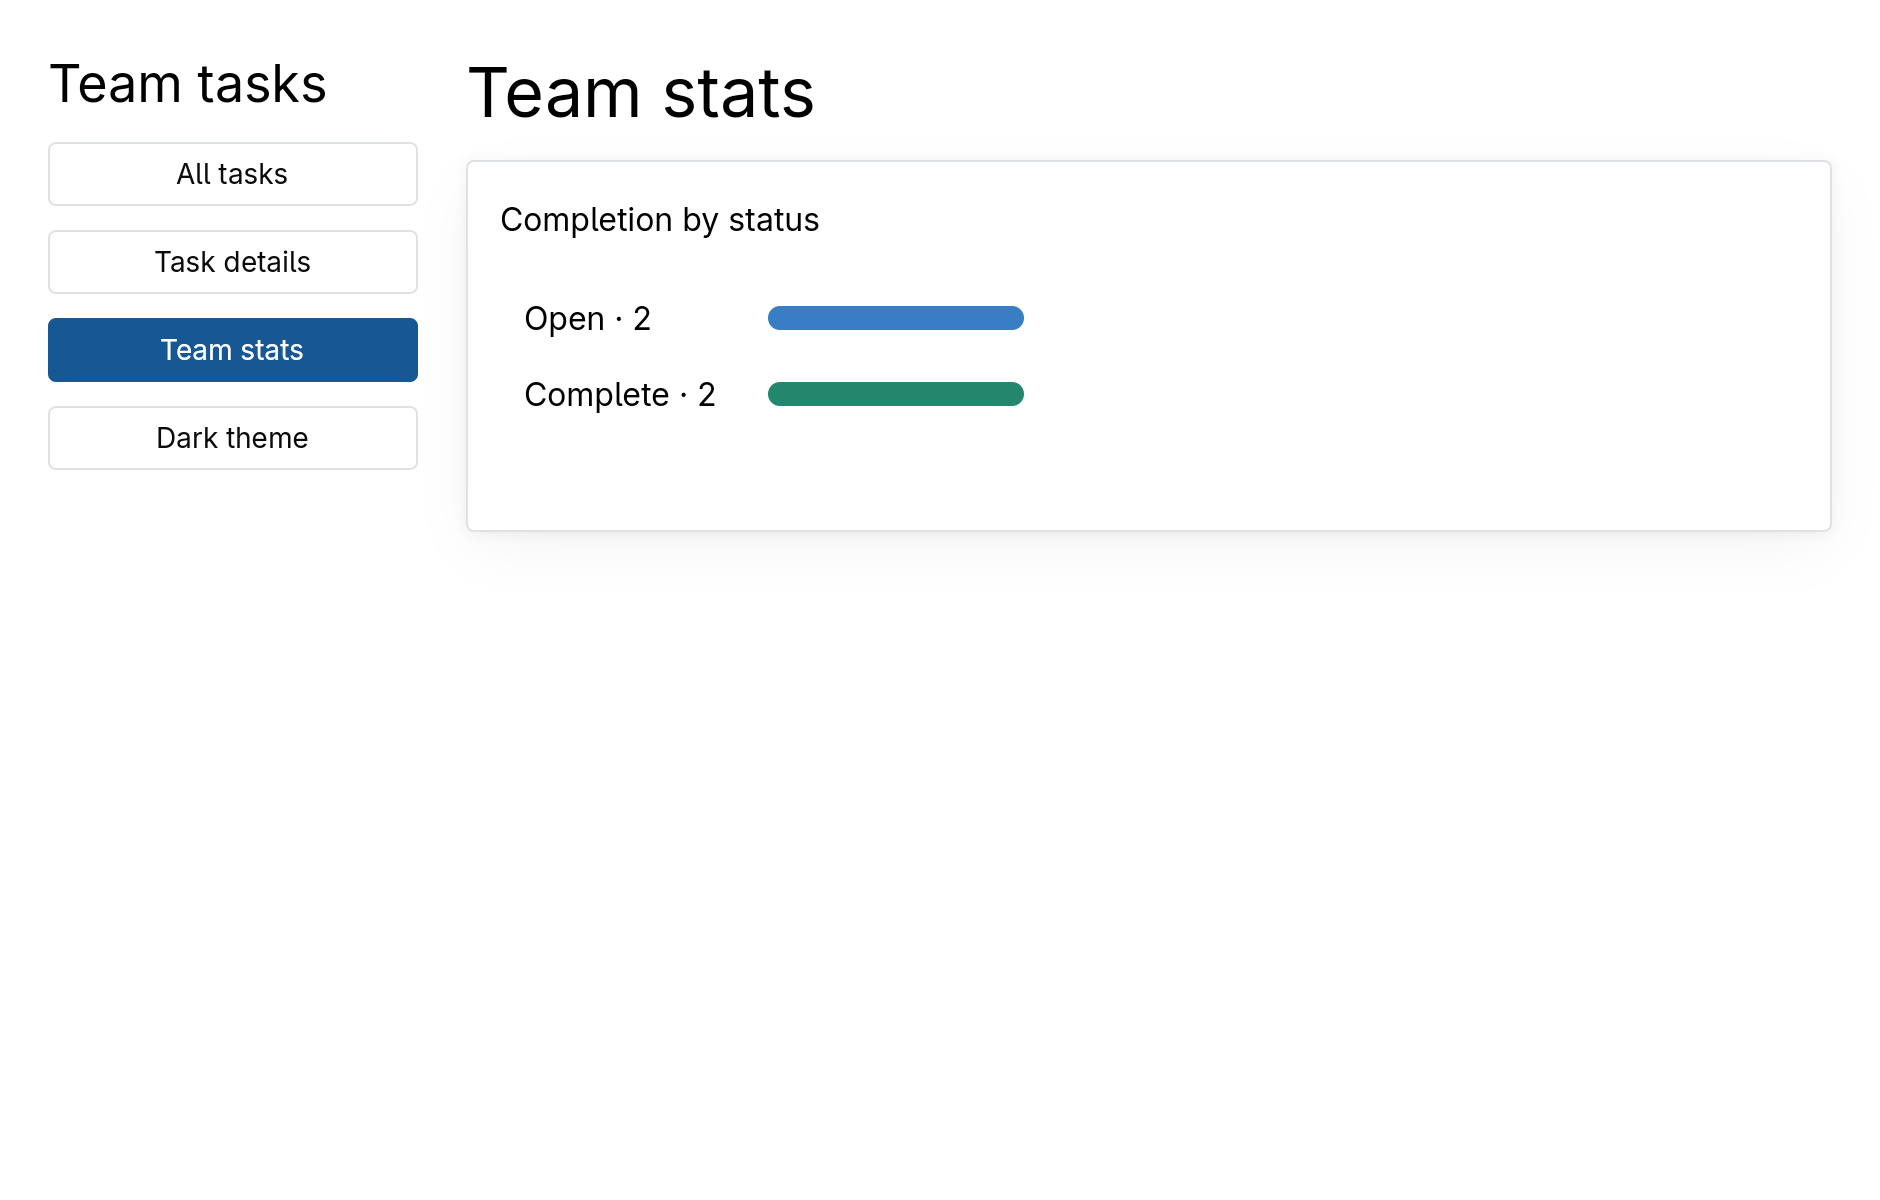 Team tasks
All tasks
Task details
Team stats
Dark theme
Team stats
Completion by status
Open · 2
Complete · 2